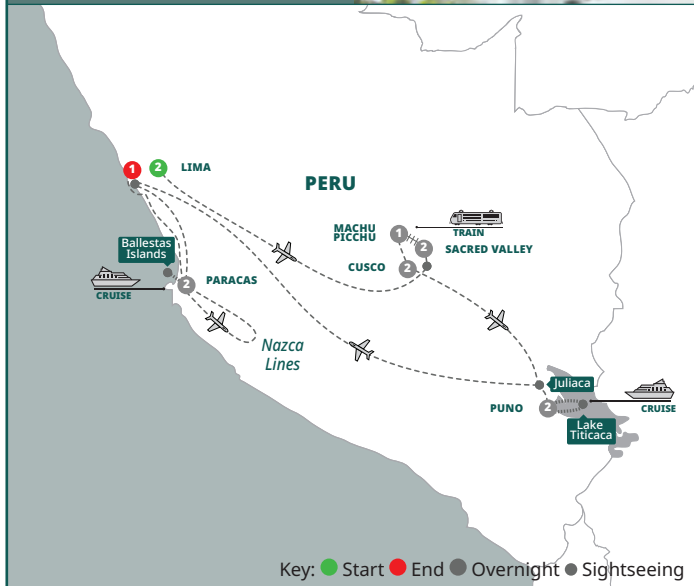 1
2
LIMA
PERU
MACHU
PICCHU
1
TRAIN
2
SACRED VALLEY
CUSCO
2
Ballestas
Islands
CRUISE
2
PARACAS
Nazca
Lines
Juliaca
PUNO
2
CRUISE
Lake
Titicaca
Key: Start End Overnight Sightseeing